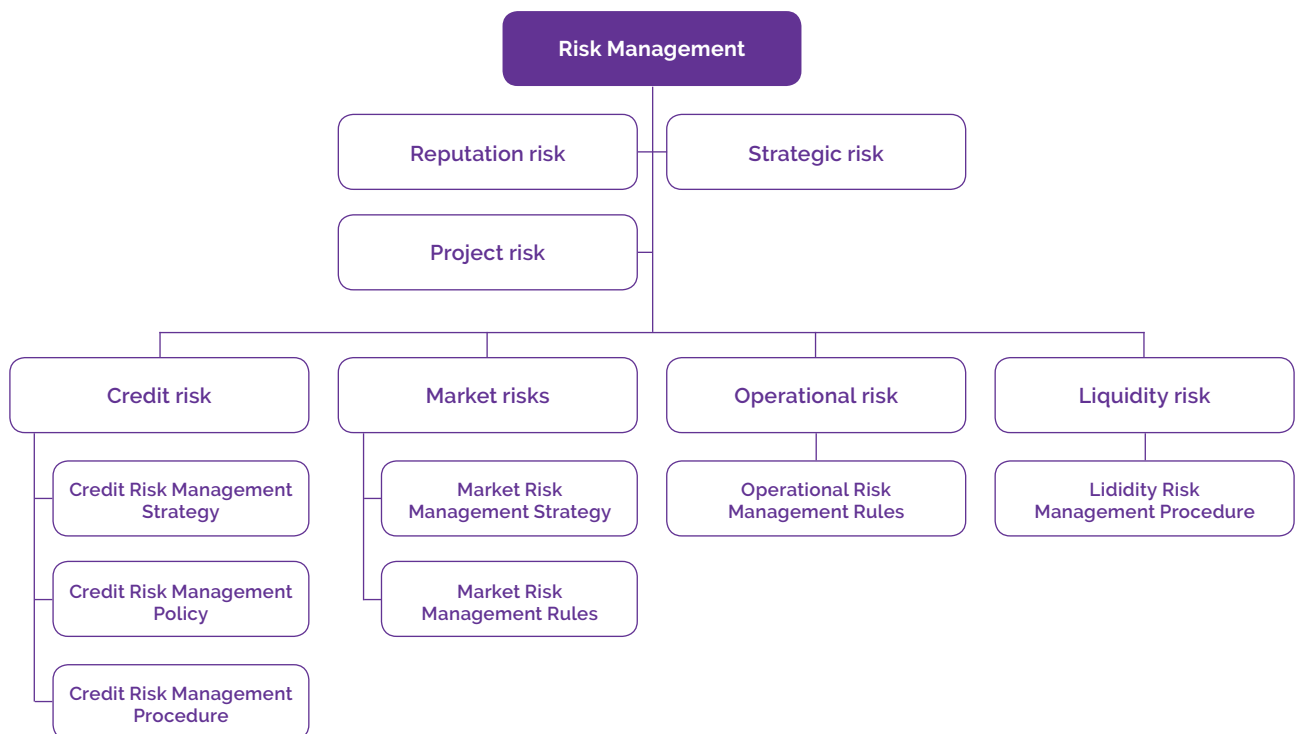 Risk Management
Reputation risk
Strategic risk
Project risk
Credit risk
Market risks
Operational risk
Liquidity risk
Credit Risk Management
Strategy
Market Risk
Management Strategy
Operational Risk
Management Rules
Lididity Risk
Management Procedure
Credit Risk Management
Policy
Market Risk
Management Rules
Credit Risk Management
Procedure